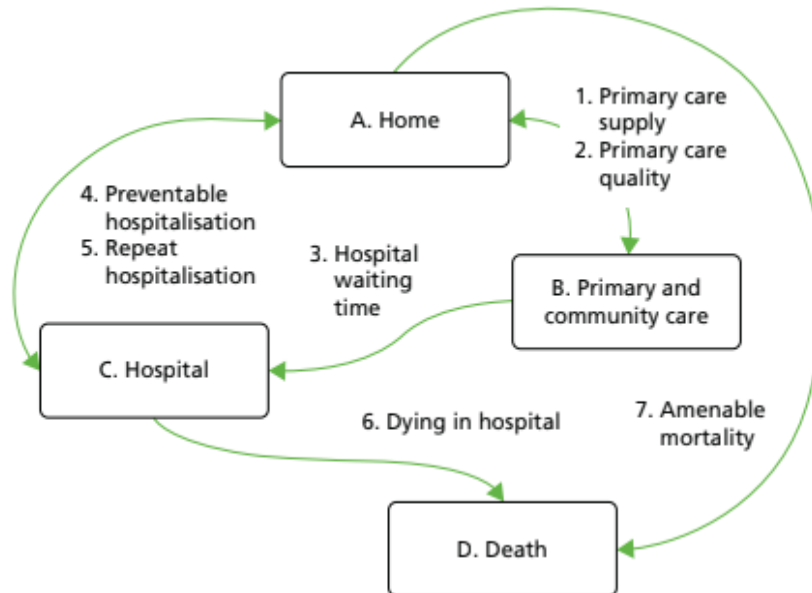 A. Home
1. Primary care
supply
2. Primary care
quality
4. Preventable
hospitalisation
5. Repeat
hospitalisation
3. Hospital
waiting
time
B. Primary and
community care
C. Hospital
6. Dying in hospital
7. Amenable
mortality
D. Death